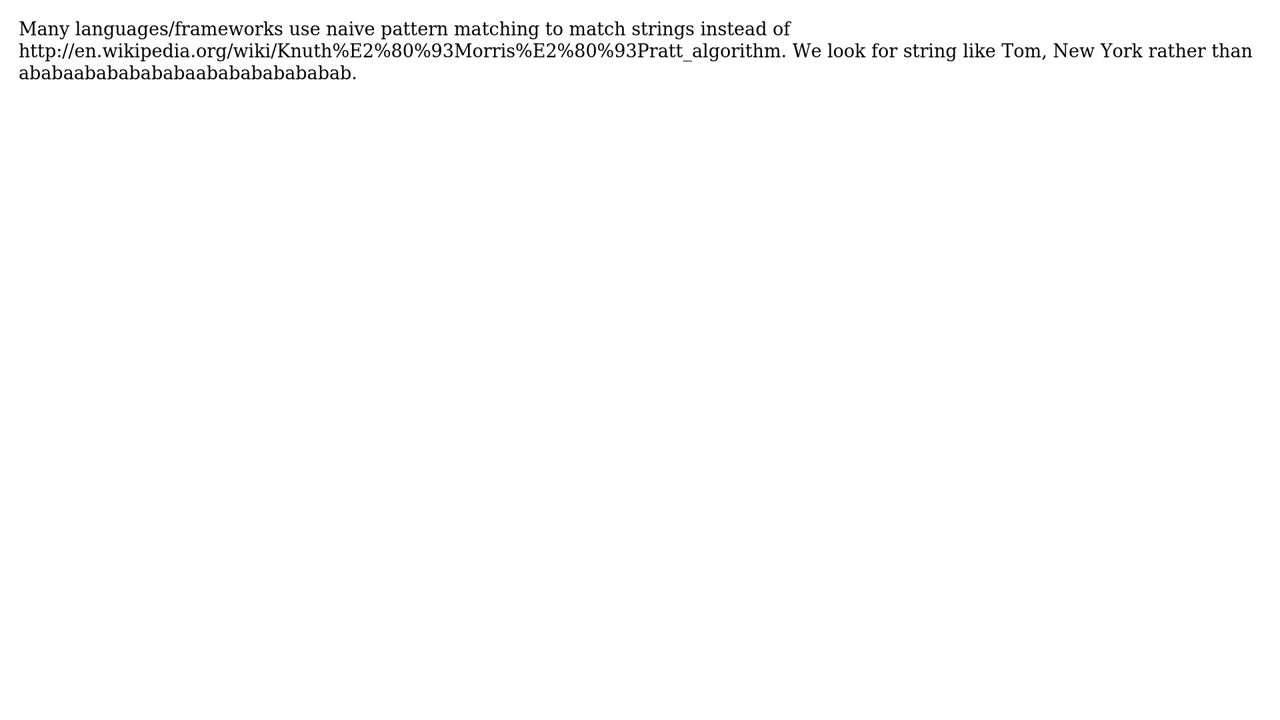 Many languages/frameworks use naive pattern matching to match strings instead of
http://en.wikipedia.org/wiki/Knuth%E2%80%93Morris%E2%80%93Pratt_algorithm. We look for string like Tom, New York rather than
ababaababababababaabababababababab.